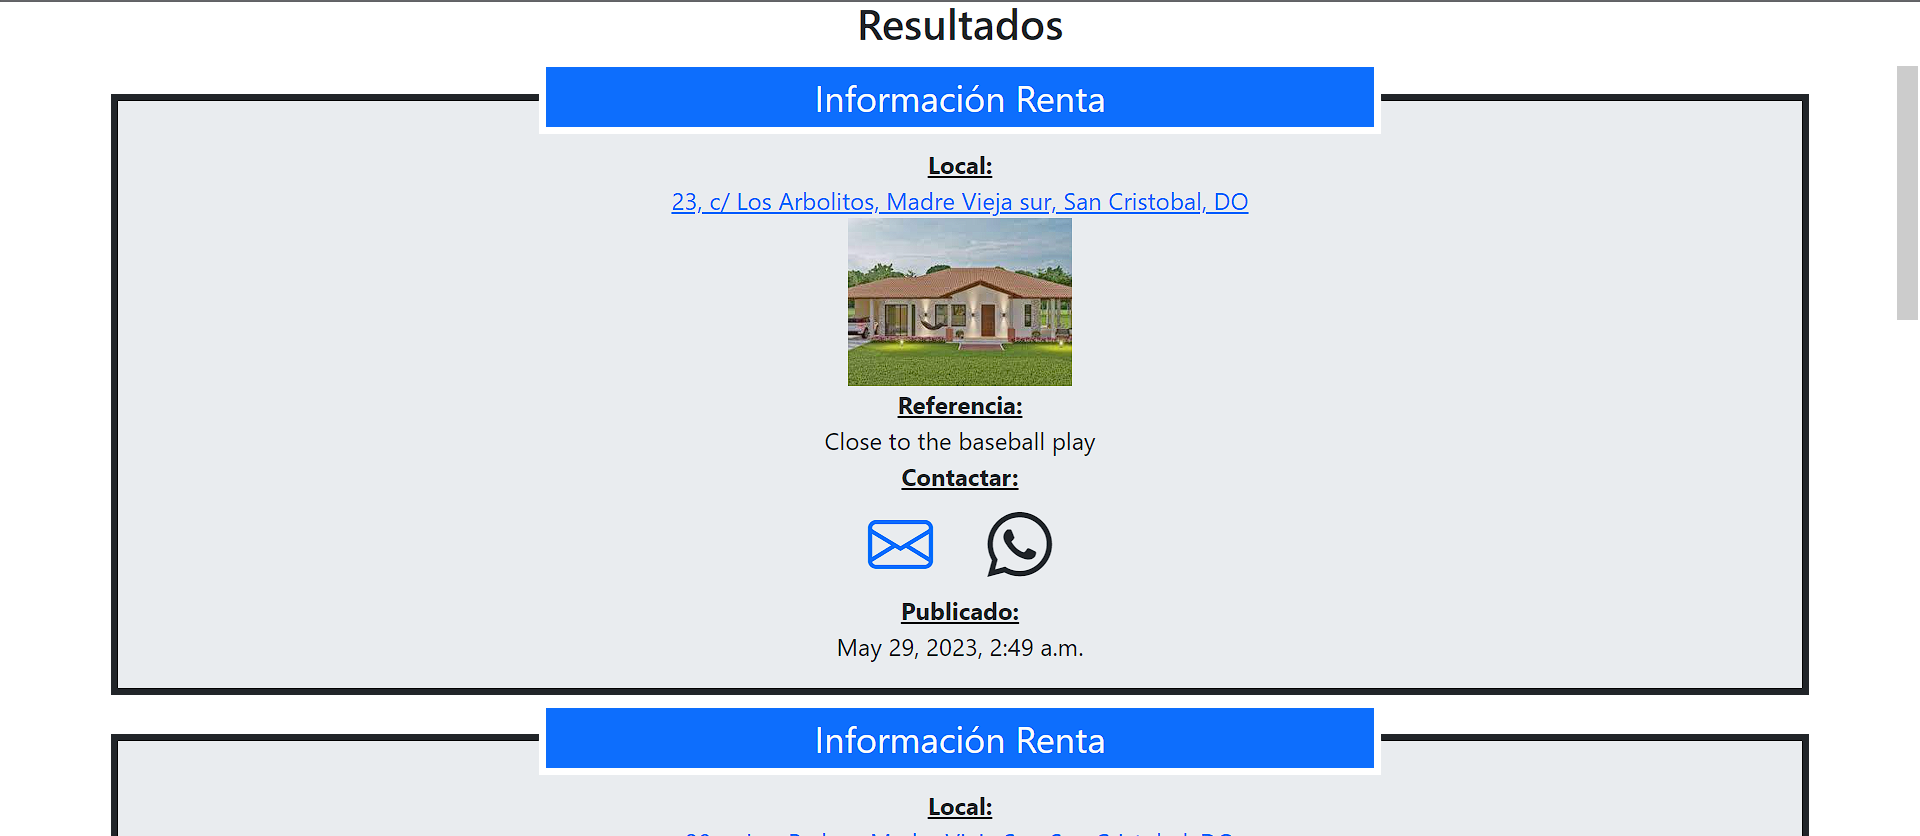 Resultados
Información Renta
Local:
23, c/ Los Arbolitos, Madre Vieja sur, San Cristobal, DO
Referencia:
Close to the baseball play
Contactar:
Publicado:
May 29, 2023, 2:49 a.m.
Información Renta
Local: